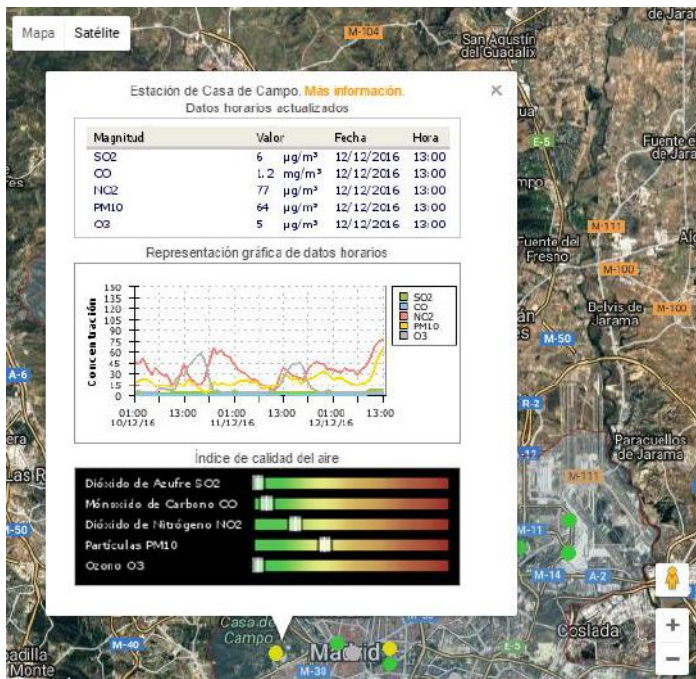 Mapa Satélite
M-104
de Jara
San Agustín
del Guadalix
Estación de Casa de Campo. Más información.
Datos horarios actualizados
Magnitud Valor Fecha Hora
SO2 6 µg/m³ 12/12/2016 13:00
CO 1.2 mg/m³ 12/12/2016 13:00
NO2 77 µg/m³ 12/12/2016 13:00
PM10 64 µg/m³ 12/12/2016 13:00
O3 5 µg/m³ 12/12/2016 13:00
E-5
Fuente e
de Jara
M-111
Fuente del
Fresno
M-100
Representación gráfica de datos horarios
Concentración
150
135
120
105
90
75
60
45
30
15
0
01:00 13:00 01:00 13:00 01:00 13:00
10/12/16 11/12/16 12/12/16
SO2
CO
NO2
PM10
O3
Belvis de
Jarama
M-100
M-50
A-6
R-2
Paracuellos
de Jarama
M-111
Las R
Índice de calidad del aire
Dióxido de Azufre SO2
Mónoxido de Carbono CO
Dióxido de Nitrógeno NO2
Partículas PM10
Ozono O3
M-11
M-14
A-2
Casa de
Campo
M-40
Madrid
M-30
E-5
Coslada
adilla
Monte
+
−